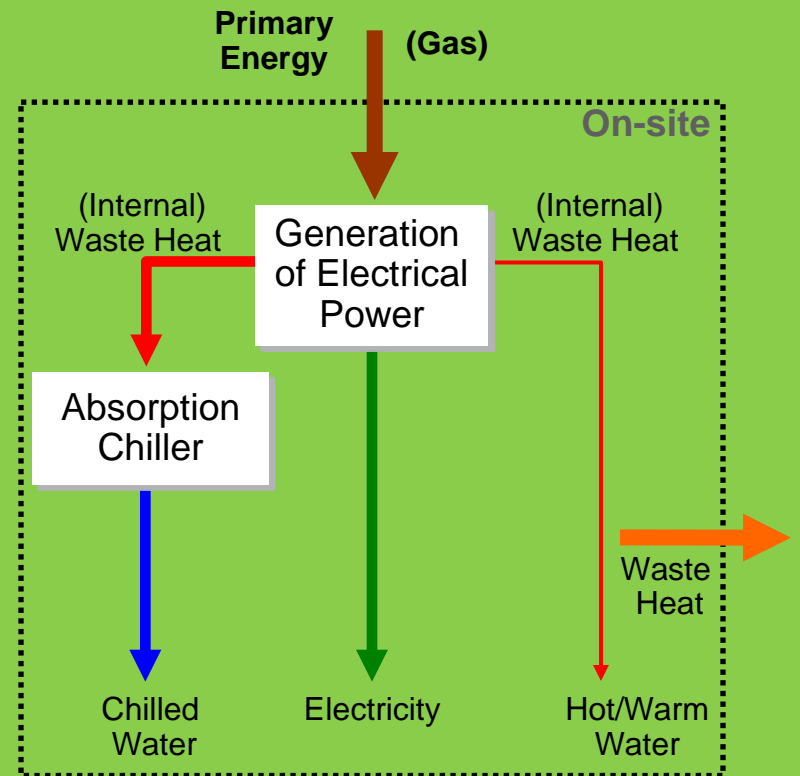 Primary
Energy
(Gas)
On-site
(Internal)
Waste Heat
Generation
of Electrical
Power
(Internal)
Waste Heat
Absorption
Chiller
Waste
Heat
Chilled
Water
Electricity
Hot/Warm
Water